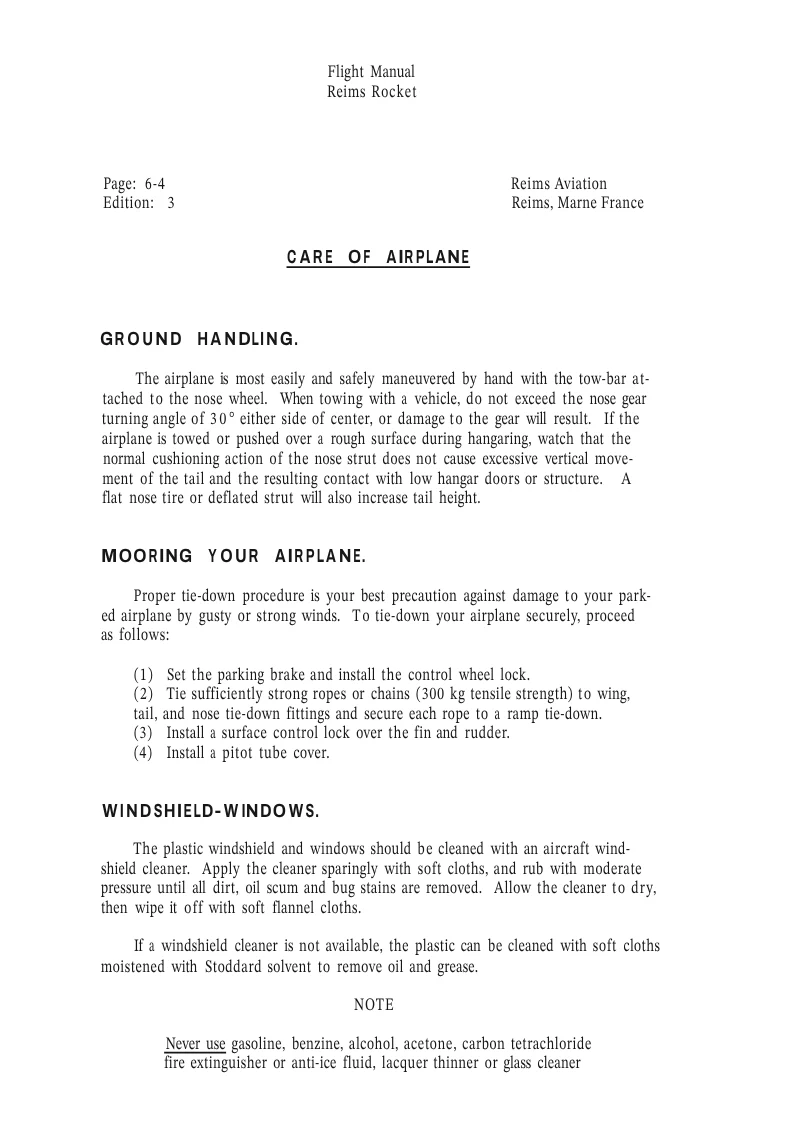 Flight Manual
Reims Rocket
Page: 6-4
Reims Aviation
Edition: 3
Reims, Marne France
CARE OF AIRPLANE
GROUND HANDLING.
The airplane is most easily and safely maneuvered by hand with the tow-bar at-
tached to the nose wheel. When towing with a vehicle, do not exceed the nose gear
turning angle of 30° either side of center, or damage to the gear will result. If the
airplane is towed or pushed over a rough surface during hangaring, watch that the
normal cushioning action of the nose strut does not cause excessive vertical move-
ment of the tail and the resulting contact with low hangar doors or structure. A
flat nose tire or deflated strut will also increase tail height.
MOORING YOUR AIRPLANE.
Proper tie-down procedure is your best precaution against damage to your park-
ed airplane by gusty or strong winds. To tie-down your airplane securely, proceed
as follows:
(1) Set the parking brake and install the control wheel lock.
(2) Tie sufficiently strong ropes or chains (300 kg tensile strength) to wing,
tail, and nose tie-down fittings and secure each rope to a ramp tie-down.
(3) Install a surface control lock over the fin and rudder.
(4) Install a pitot tube cover.
WINDSHIELD-WINDOWS.
The plastic windshield and windows should be cleaned with an aircraft wind-
shield cleaner. Apply the cleaner sparingly with soft cloths, and rub with moderate
pressure until all dirt, oil scum and bug stains are removed. Allow the cleaner to dry,
then wipe it off with soft flannel cloths.
If a windshield cleaner is not available, the plastic can be cleaned with soft cloths
moistened with Stoddard solvent to remove oil and grease.
NOTE
Never use gasoline, benzine, alcohol, acetone, carbon tetrachloride
fire extinguisher or anti-ice fluid, lacquer thinner or glass cleaner